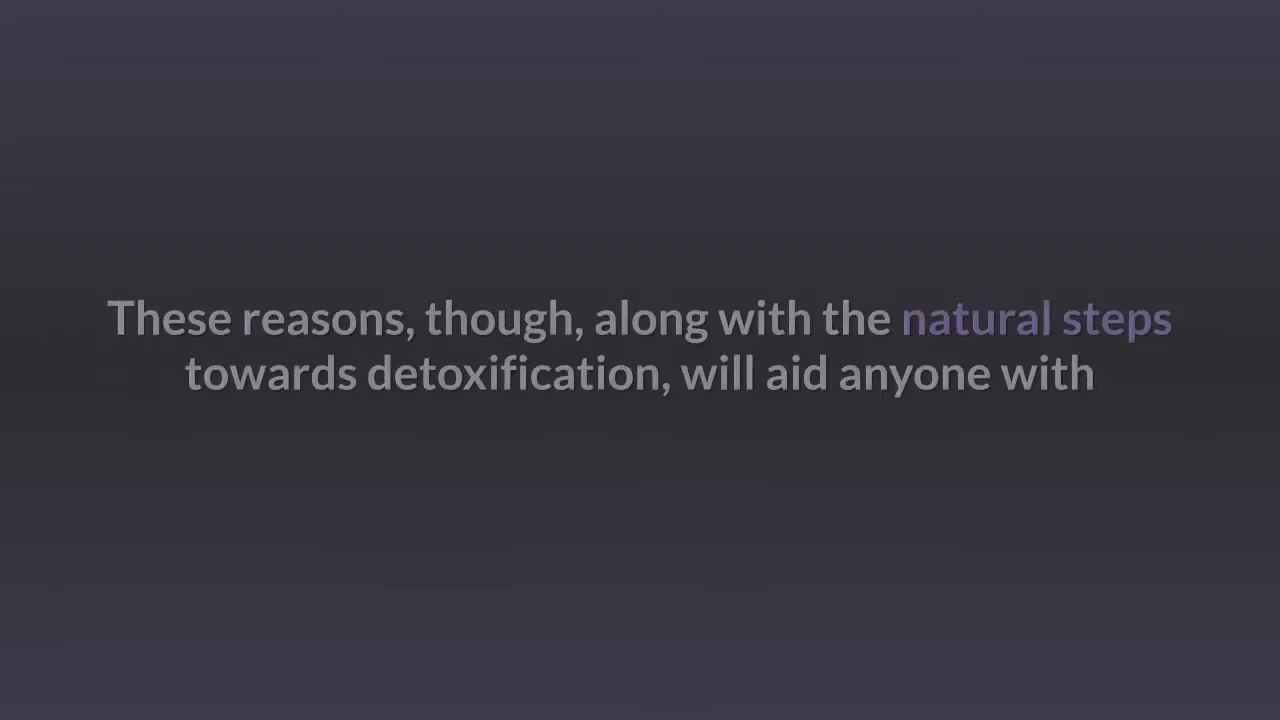 These reasons, though, along with the natural steps
towards detoxification, will aid anyone with